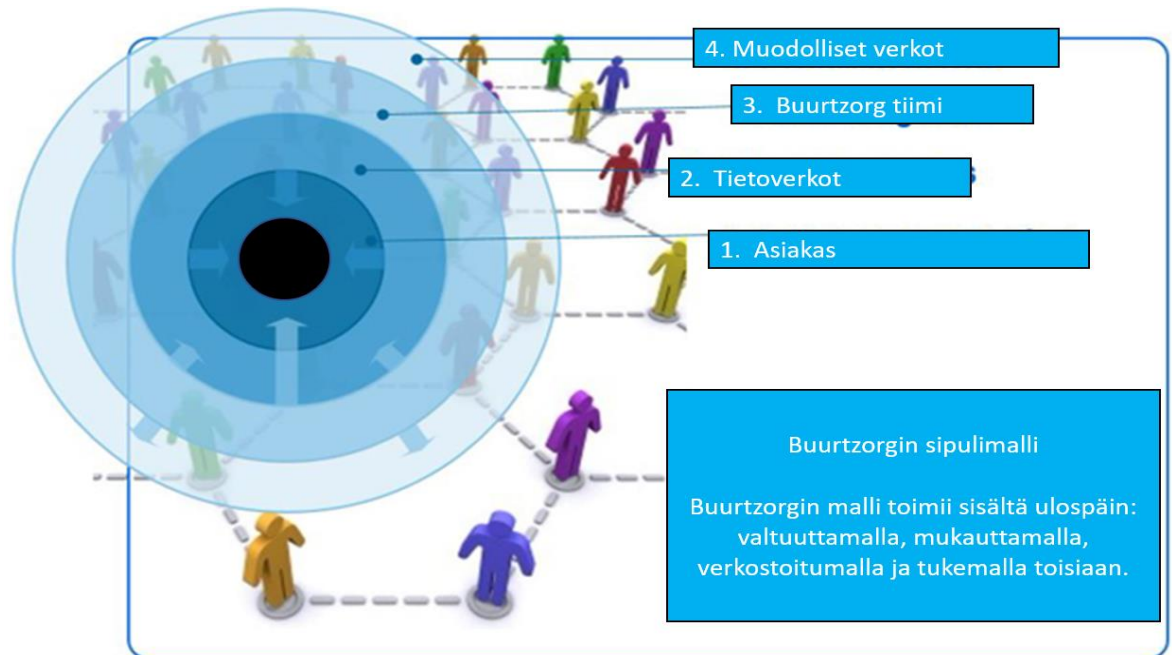 4. Muodolliset verkot
3. Buurtzorg tiimi
2. Tietoverkot
1. Asiakas
Buurtzorgin sipulimalli
Buurtzorgin malli toimii sisältä ulospäin:
valtuuttamalla, mukauttamalla,
verkostoitumalla ja tukemalla toisiaan.